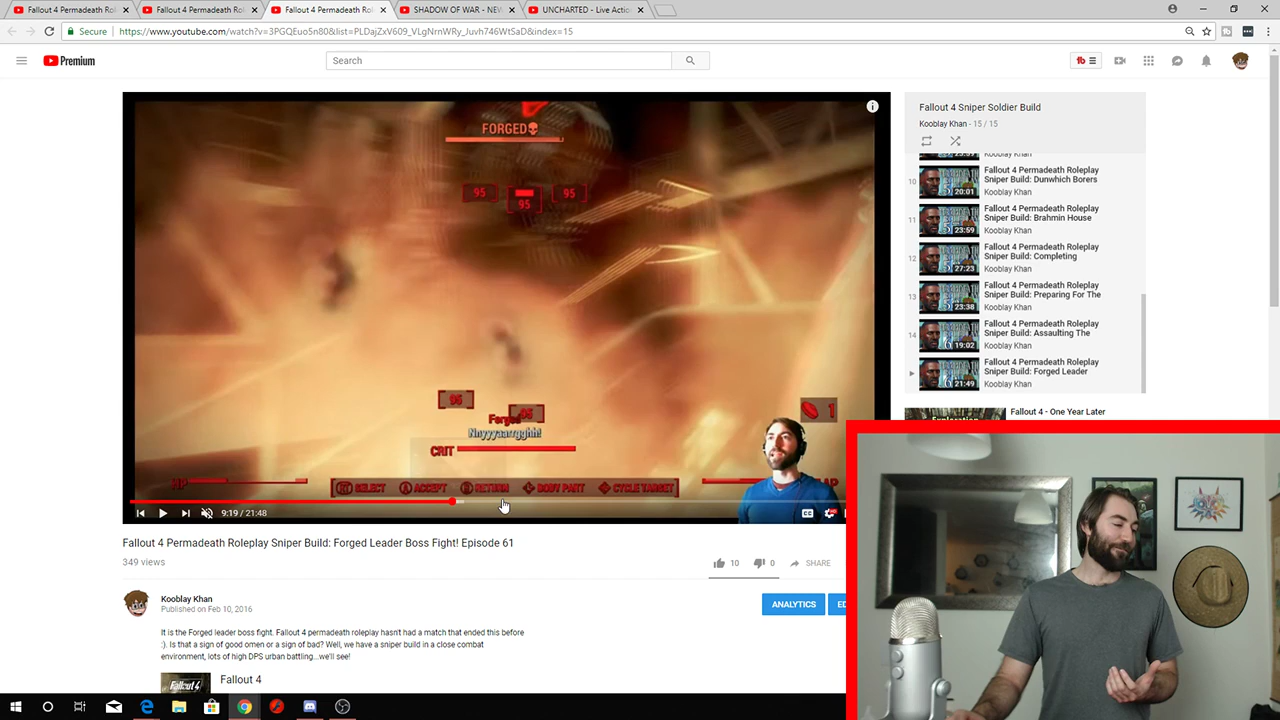 Fallout 4 Permadeath Rol
Fallout 4 Permadeath Rol
Fallout 4 Permadeath Rol
SHADOW OF WAR - NEW
UNCHARTED - Live Actio
Secure
https://www.youtube.com/watch?v=3PGQEuo5n80&list=PLDajZxV609_VLgNrnWRy_Juvh746WtSaD&index=15
Premium
Search
FORGED
95
95
95
95
95
Forged
Nnyyyaarrgghh!
CRIT
1
HP
SELECT
ACCEPT
RETURN
BODY PART
CYCLE TARGET
AP
9:19 / 21:48
CC
Fallout 4 Permadeath Roleplay Sniper Build: Forged Leader Boss Fight! Episode 61
349 views
10
0
SHARE
Kooblay Khan
Published on Feb 10, 2016
ANALYTICS
It is the Forged leader boss fight. Fallout 4 permadeath roleplay hasn't had a match that ended this before
:). Is that a sign of good omen or a sign of bad? Well, we have a sniper build in a close combat
environment, lots of high DPS urban battling...we'll see!
Fallout 4
Fallout 4
Fallout 4 Sniper Soldier Build
Kooblay Khan - 15 / 15
Kooblay Khan
10
Fallout 4 Permadeath Roleplay
Sniper Build: Dunwhich Borers
Kooblay Khan
20:01
11
Fallout 4 Permadeath Roleplay
Sniper Build: Brahmin House
Kooblay Khan
23:59
12
Fallout 4 Permadeath Roleplay
Sniper Build: Completing
Kooblay Khan
27:23
13
Fallout 4 Permadeath Roleplay
Sniper Build: Preparing For The
Kooblay Khan
23:38
14
Fallout 4 Permadeath Roleplay
Sniper Build: Assaulting The
Kooblay Khan
19:02
Fallout 4 Permadeath Roleplay
Sniper Build: Forged Leader
Kooblay Khan
21:49
Fallout 4 - One Year Later